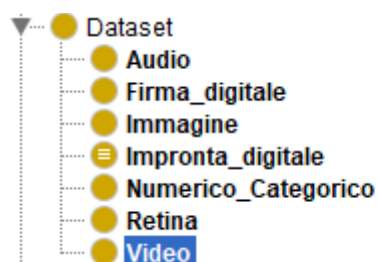 Dataset
Audio
Firma_digitale
Immagine
Impronta_digitale
Numerico_Categorico
Retina
Video